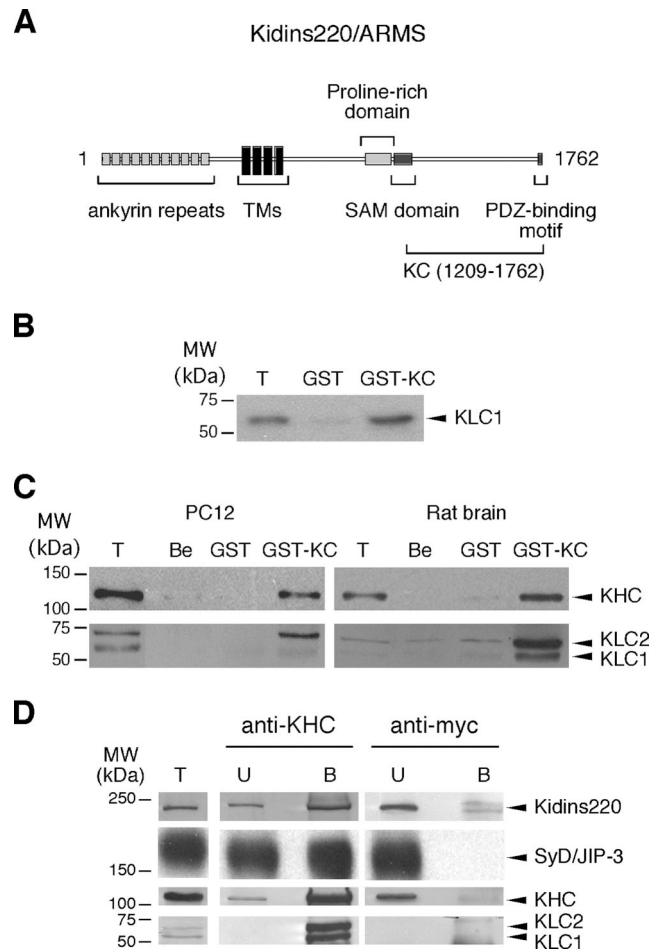 A
Kidins220/ARMS
Proline-rich
domain
1
1762
ankyrin repeats
TMs
SAM domain
PDZ-binding
motif
KC (1209-1762)
B
MW
(kDa)
T GST GST-KC
75
50
KLC1
C
PC12 Rat brain
MW
(kDa)
T Be GST GST-KC T Be GST GST-KC
150
100
KHC
75
50
KLC2
KLC1
D
anti-KHC anti-myc
MW
(kDa)
T U B U B
250
Kidins220
150
SyD/JIP-3
100
KHC
75
50
KLC2
KLC1